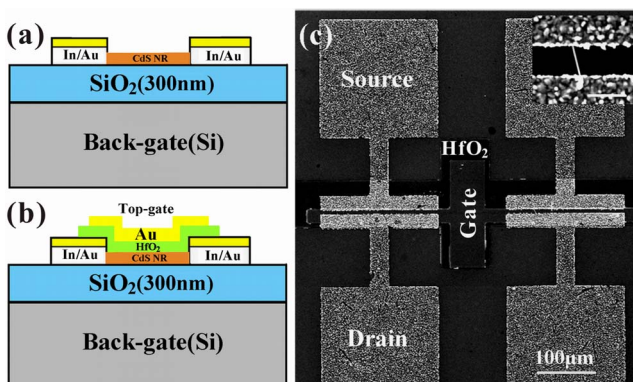 (a)
In/Au CdS NR In/Au
SiO₂(300nm)
Back-gate(Si)
(b)
Top-gate
Au
HfO₂
In/Au CdS NR In/Au
SiO₂(300nm)
Back-gate(Si)
(c)
Source
HfO₂
Gate
Drain
100μm